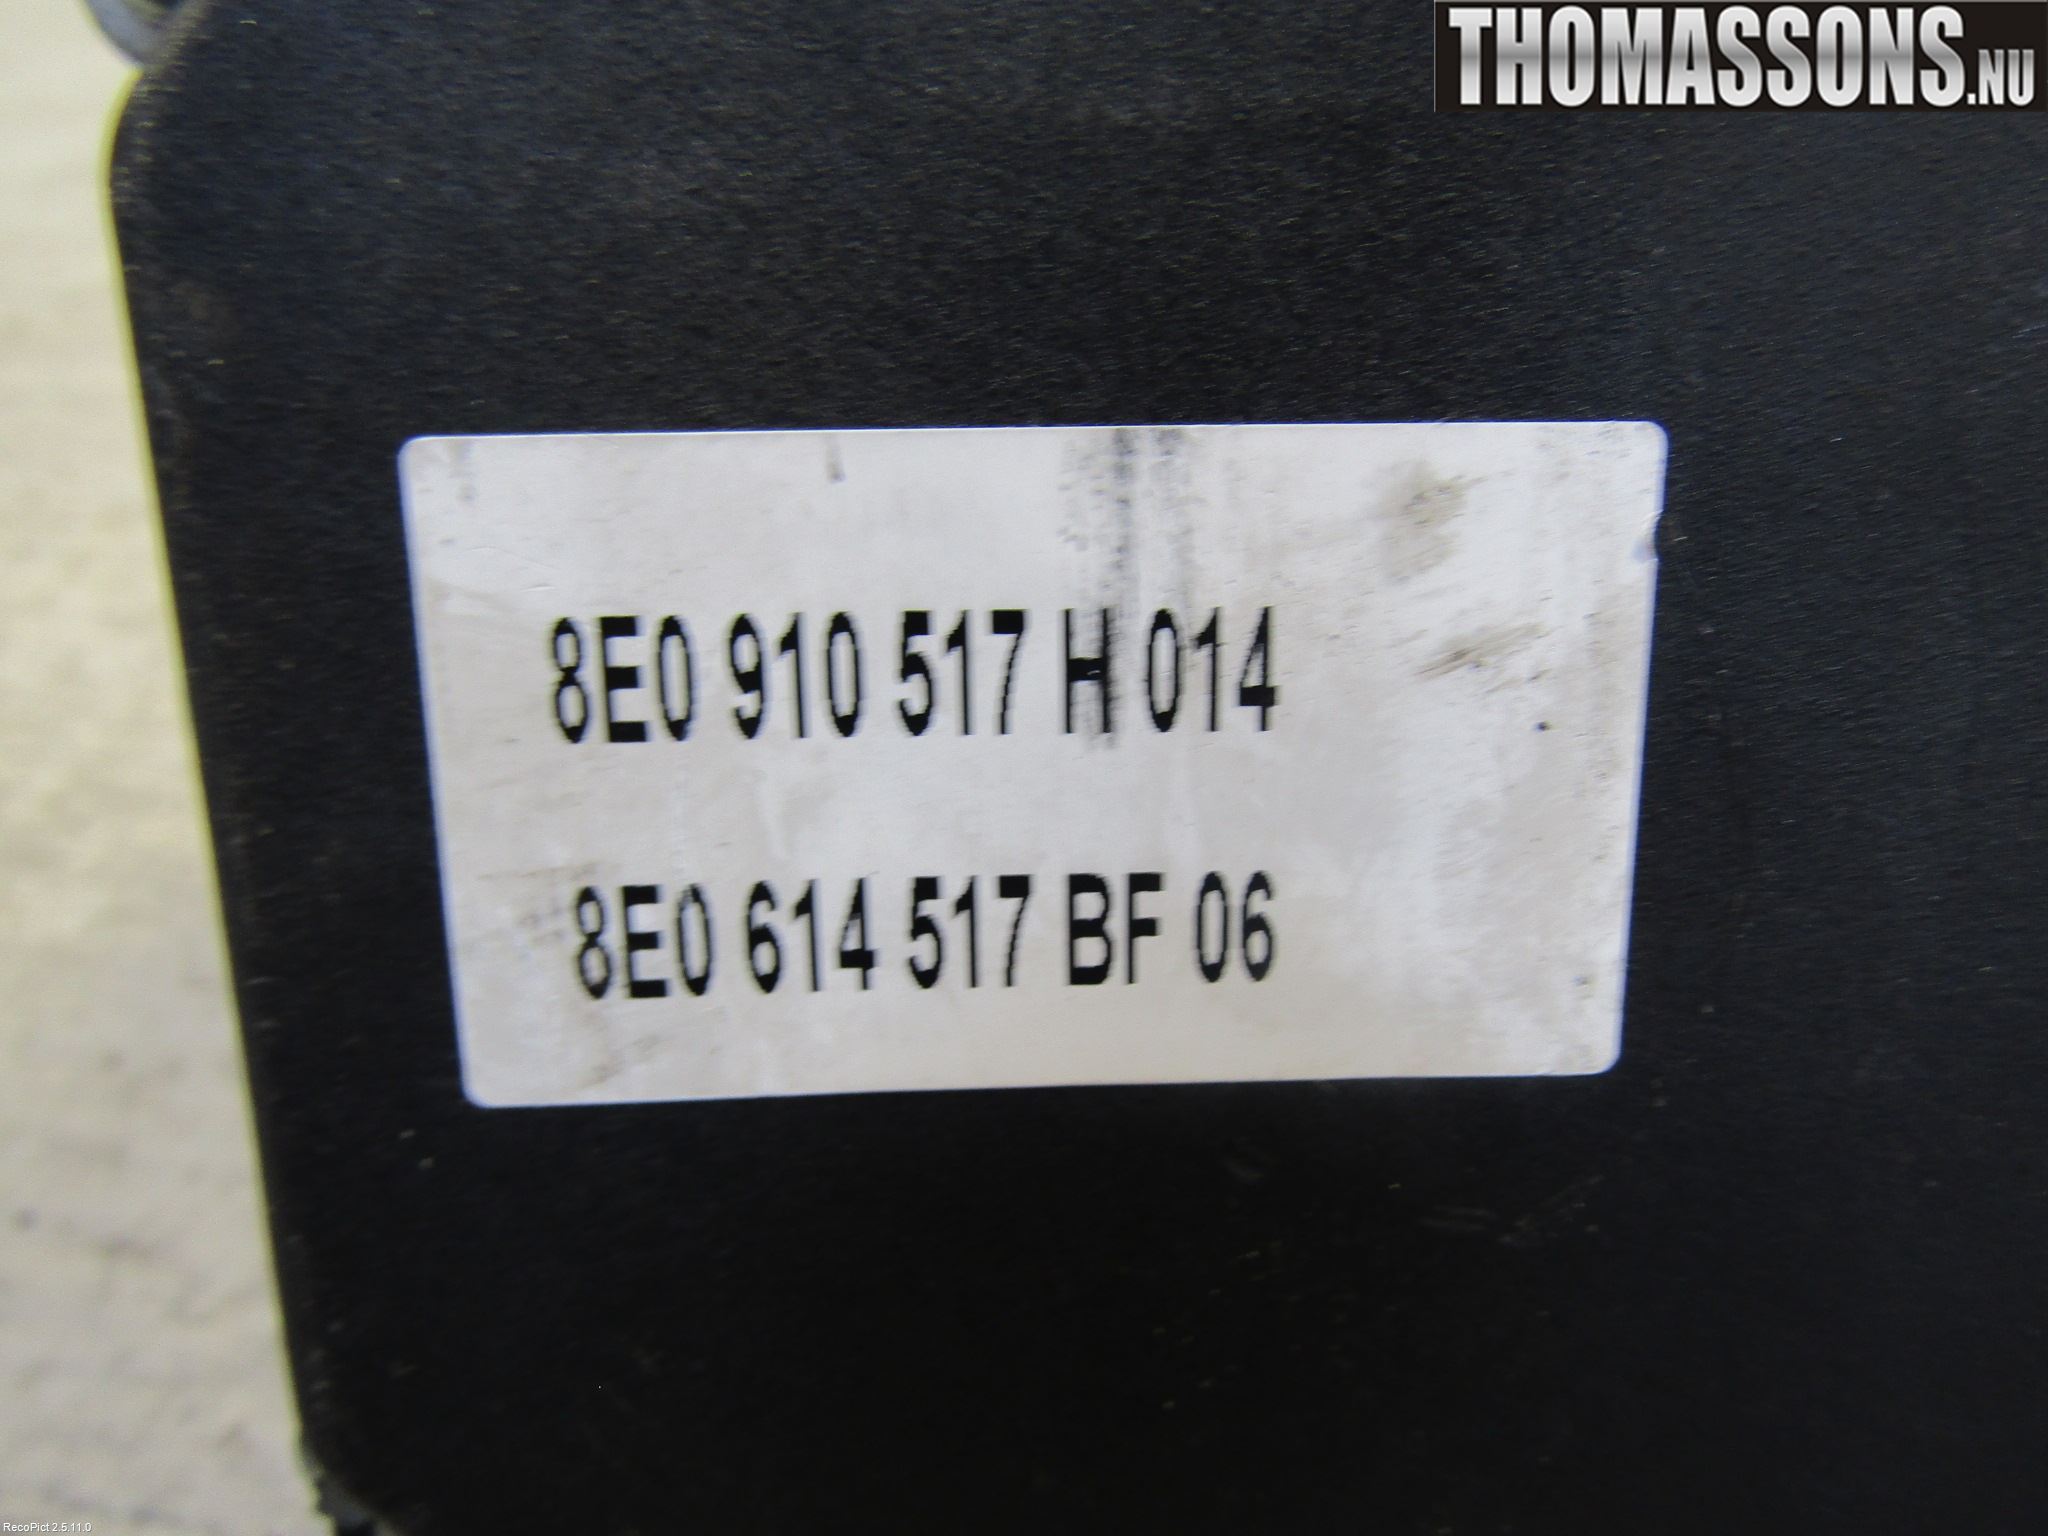 THOMASSONS.NU
8E0 910 517 H 014
8E0 614 517 BF 06
RecoPict 2.5.11.0